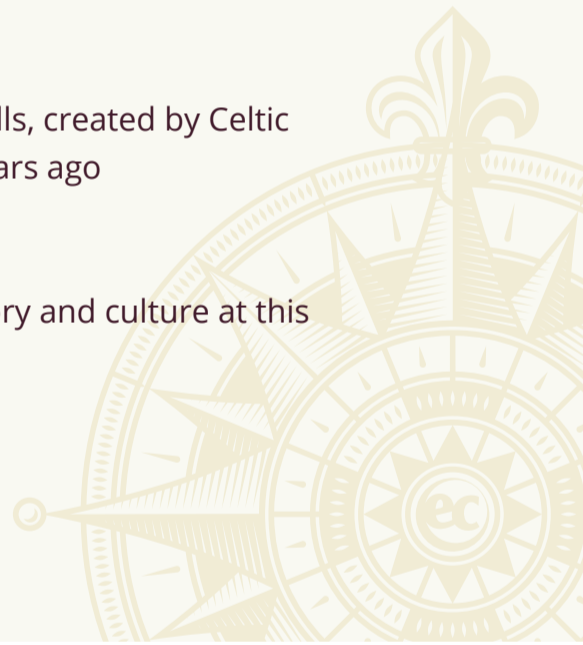 lls, created by Celtic
ars ago
ry and culture at this
ec